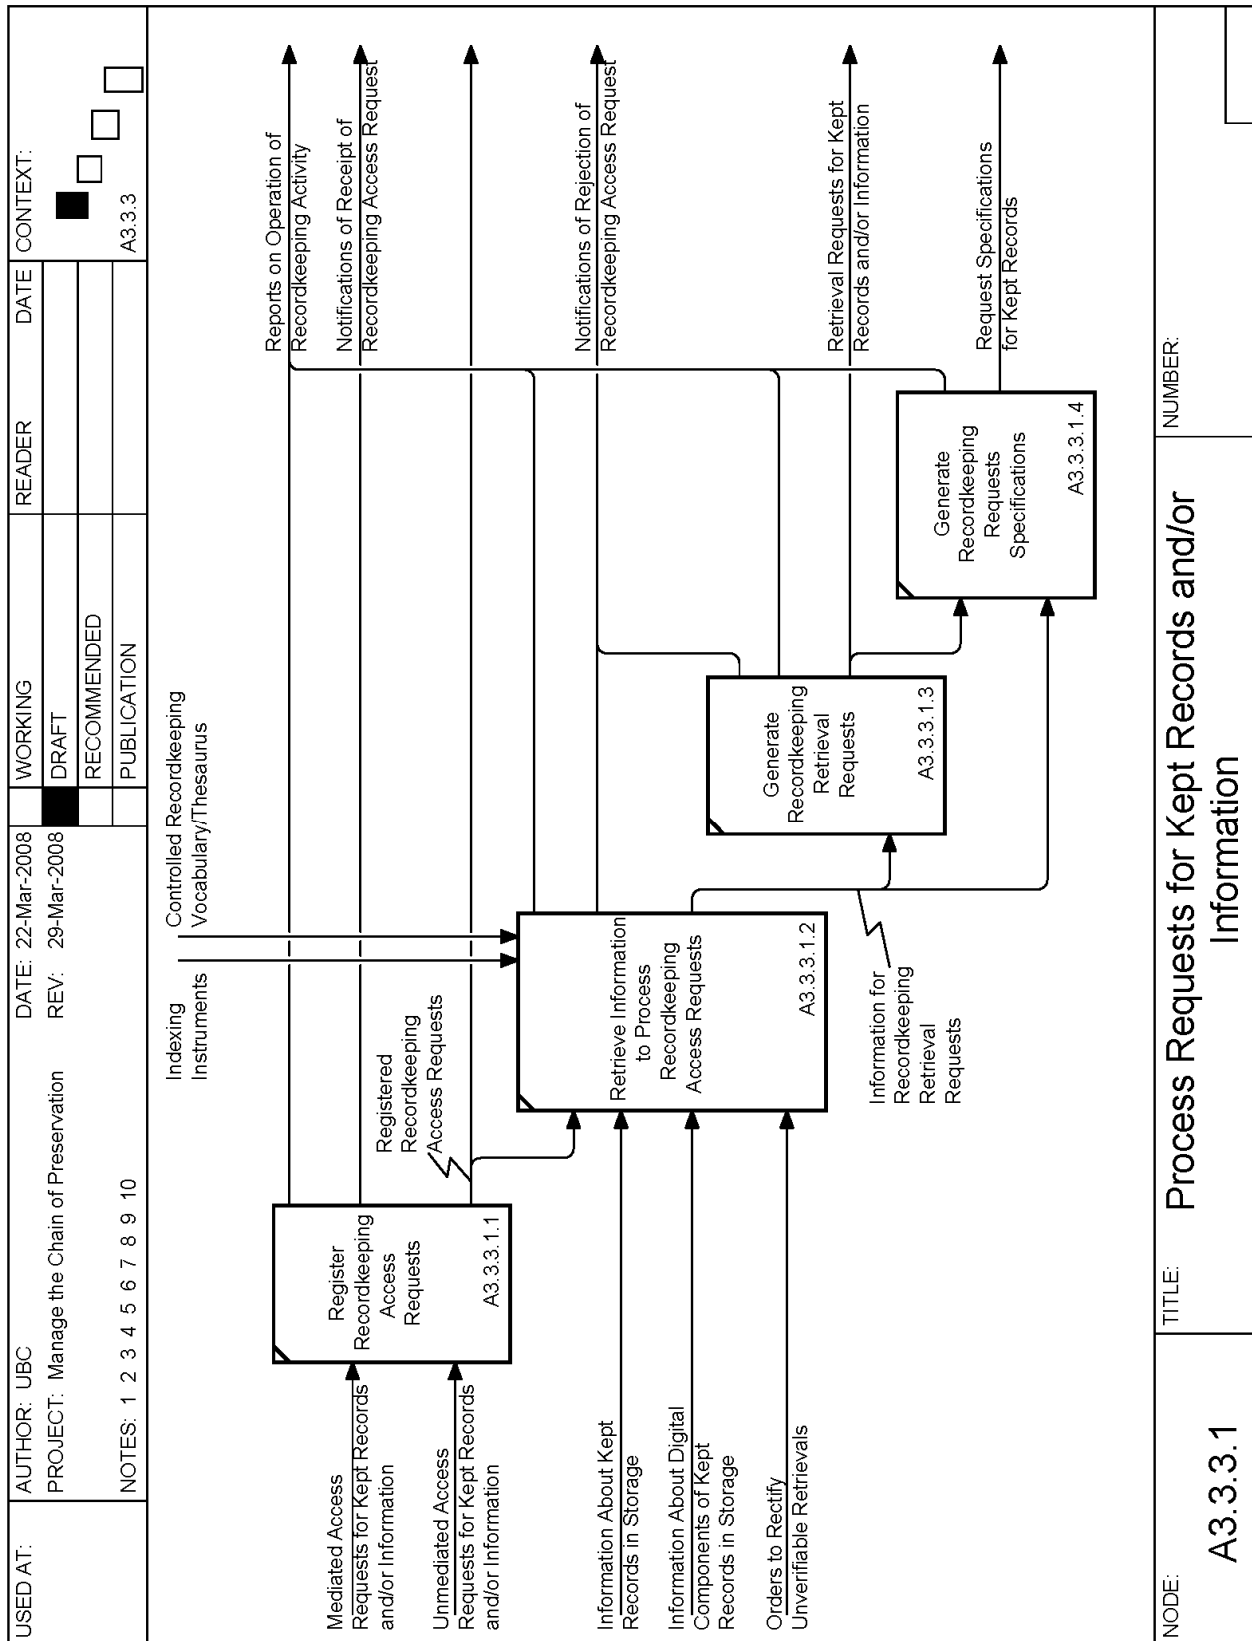 USED AT:
AUTHOR: UBC
PROJECT: Manage the Chain of Preservation
NOTES: 1 2 3 4 5 6 7 8 9 10
DATE: 22-Mar-2008
REV: 29-Mar-2008
WORKING
DRAFT
RECOMMENDED
PUBLICATION
READER
DATE
CONTEXT:
A3.3.3
Indexing
Instruments
Controlled Recordkeeping
Vocabulary/Thesaurus
Reports on Operation of
Recordkeeping Activity
Notifications of Receipt of
Recordkeeping Access Request
Mediated Access
Requests for Kept Records
and/or Information
Unmediated Access
Requests for Kept Records
and/or Information
Register
Recordkeeping
Access
Requests
A3.3.3.1.1
Registered
Recordkeeping
Access Requests
Notifications of Rejection of
Recordkeeping Access Request
Information About Kept
Records in Storage
Information About Digital
Components of Kept
Records in Storage
Orders to Rectify
Unverifiable Retrievals
Retrieve Information
to Process
Recordkeeping
Access Requests
A3.3.3.1.2
Information for
Recordkeeping
Retrieval
Requests
Generate
Recordkeeping
Retrieval
Requests
A3.3.3.1.3
Retrieval Requests for Kept
Records and/or Information
Generate
Recordkeeping
Requests
Specifications
A3.3.3.1.4
Request Specifications
for Kept Records
NODE:
A3.3.3.1
TITLE:
Process Requests for Kept Records and/or
Information
NUMBER: